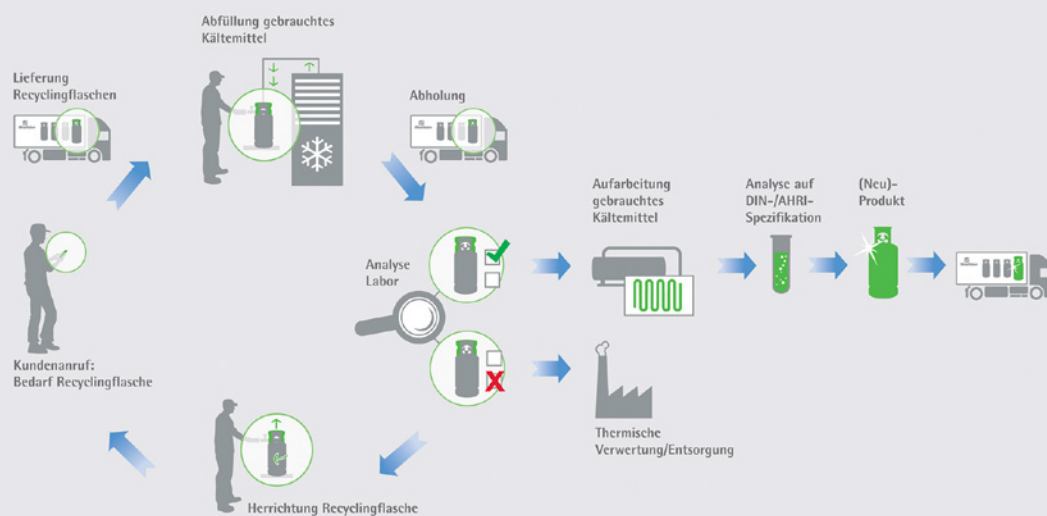 Abfüllung gebrauchtes
Kältemittel
Lieferung
Recyclingflaschen
Abholung
Aufarbeitung
gebrauchtes
Kältemittel
Analyse auf
DIN-/AHRI-
Spezifikation
(Neu)-
Produkt
Analyse
Labor
Kundenanruf:
Bedarf Recyclingflasche
Thermische
Verwertung/Entsorgung
Herrichtung Recyclingflasche